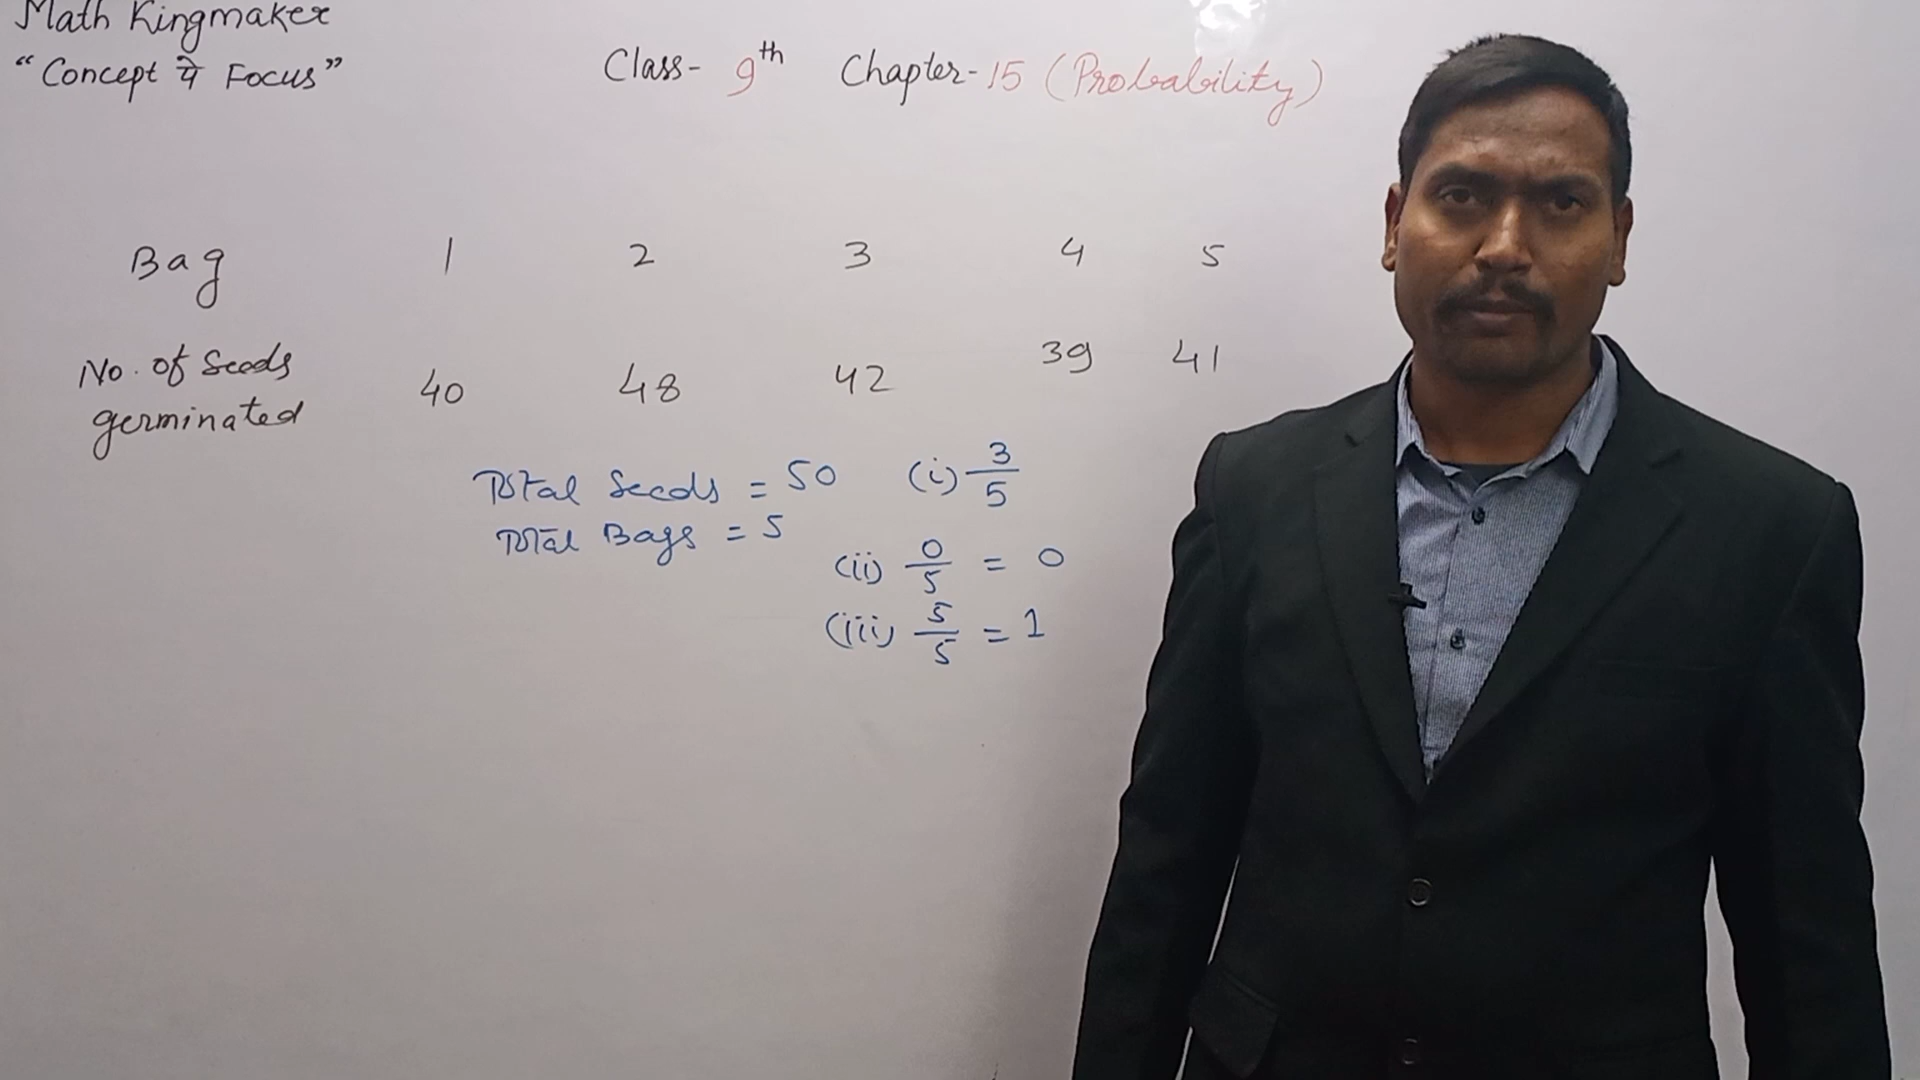 Math Kingmaker
"Concept पे Focus"
Class- 9th Chapter-15 (Probability)
Bag 1 2 3 4 5
No. of Seeds germinated 40 48 42 39 41
Total Seeds = 50
Total Bags = 5
(i) 3/5
(ii) 0/5 = 0
(iii) 5/5 = 1